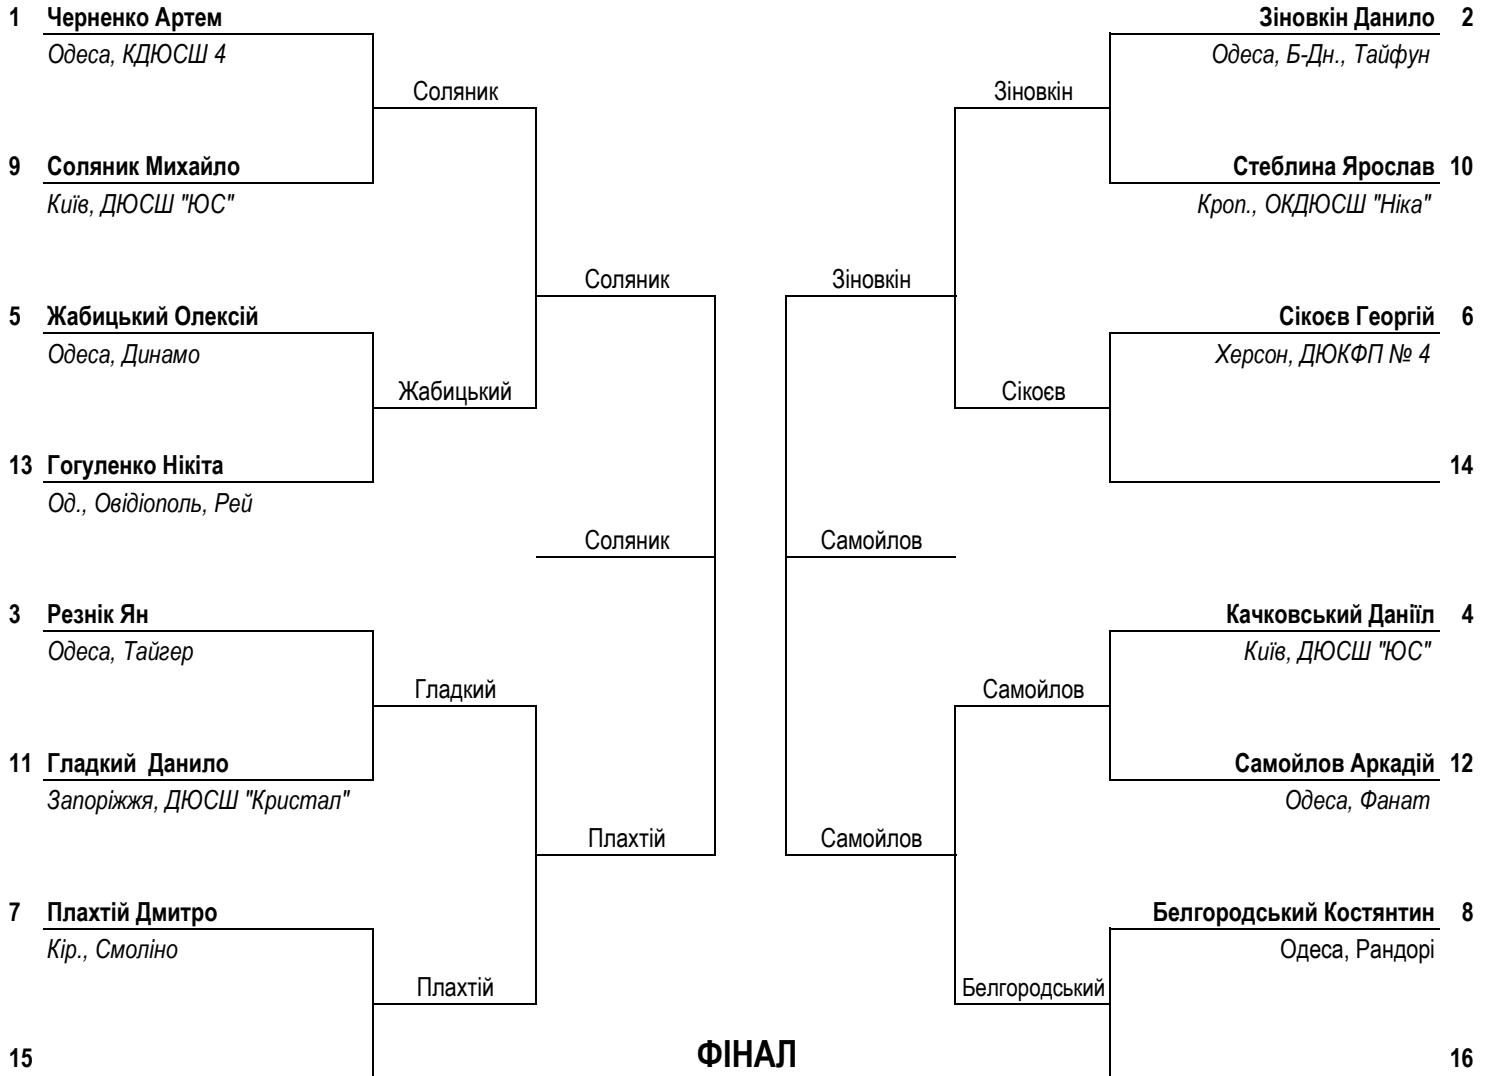 1 Черненко Артем
Зіновкін Данило 2
Одеса, КДЮСШ 4
Одеса, Б-Дн., Тайфун
Соляник
Зіновкін
9 Соляник Михайло
Стеблина Ярослав 10
Київ, ДЮСШ "ЮС"
Кроп., ОКДЮСШ "Ніка"
Соляник
Зіновкін
5 Жабицький Олексій
Сікоєв Георгій 6
Одеса, Динамо
Херсон, ДЮКФП № 4
Жабицький
Сікоєв
13 Гогуленко Нікіта
14
Од., Овідіополь, Рей
Соляник
Самойлов
3 Резнік Ян
Качковський Данііл 4
Одеса, Тайгер
Київ, ДЮСШ "ЮС"
Гладкий
Самойлов
11 Гладкий Данило
Самойлов Аркадій 12
Запоріжжя, ДЮСШ "Кристал"
Одеса, Фанат
Плахтій
Самойлов
7 Плахтій Дмитро
Белгородський Костянтин 8
Кір., Смоліно
Одеса, Рандорі
Плахтій
Белгородський
15
ФІНАЛ
16